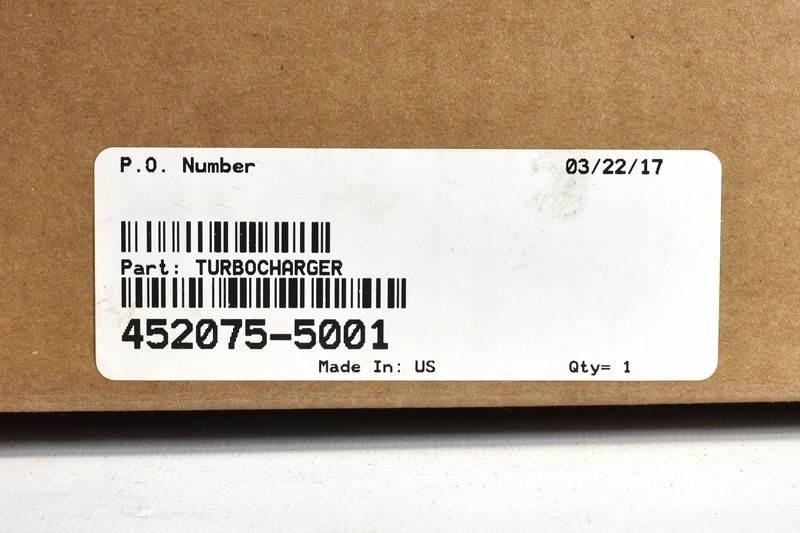 P.O. Number 03/22/17
Part: TURBOCHARGER
452075-5001
Made In: US Qty= 1